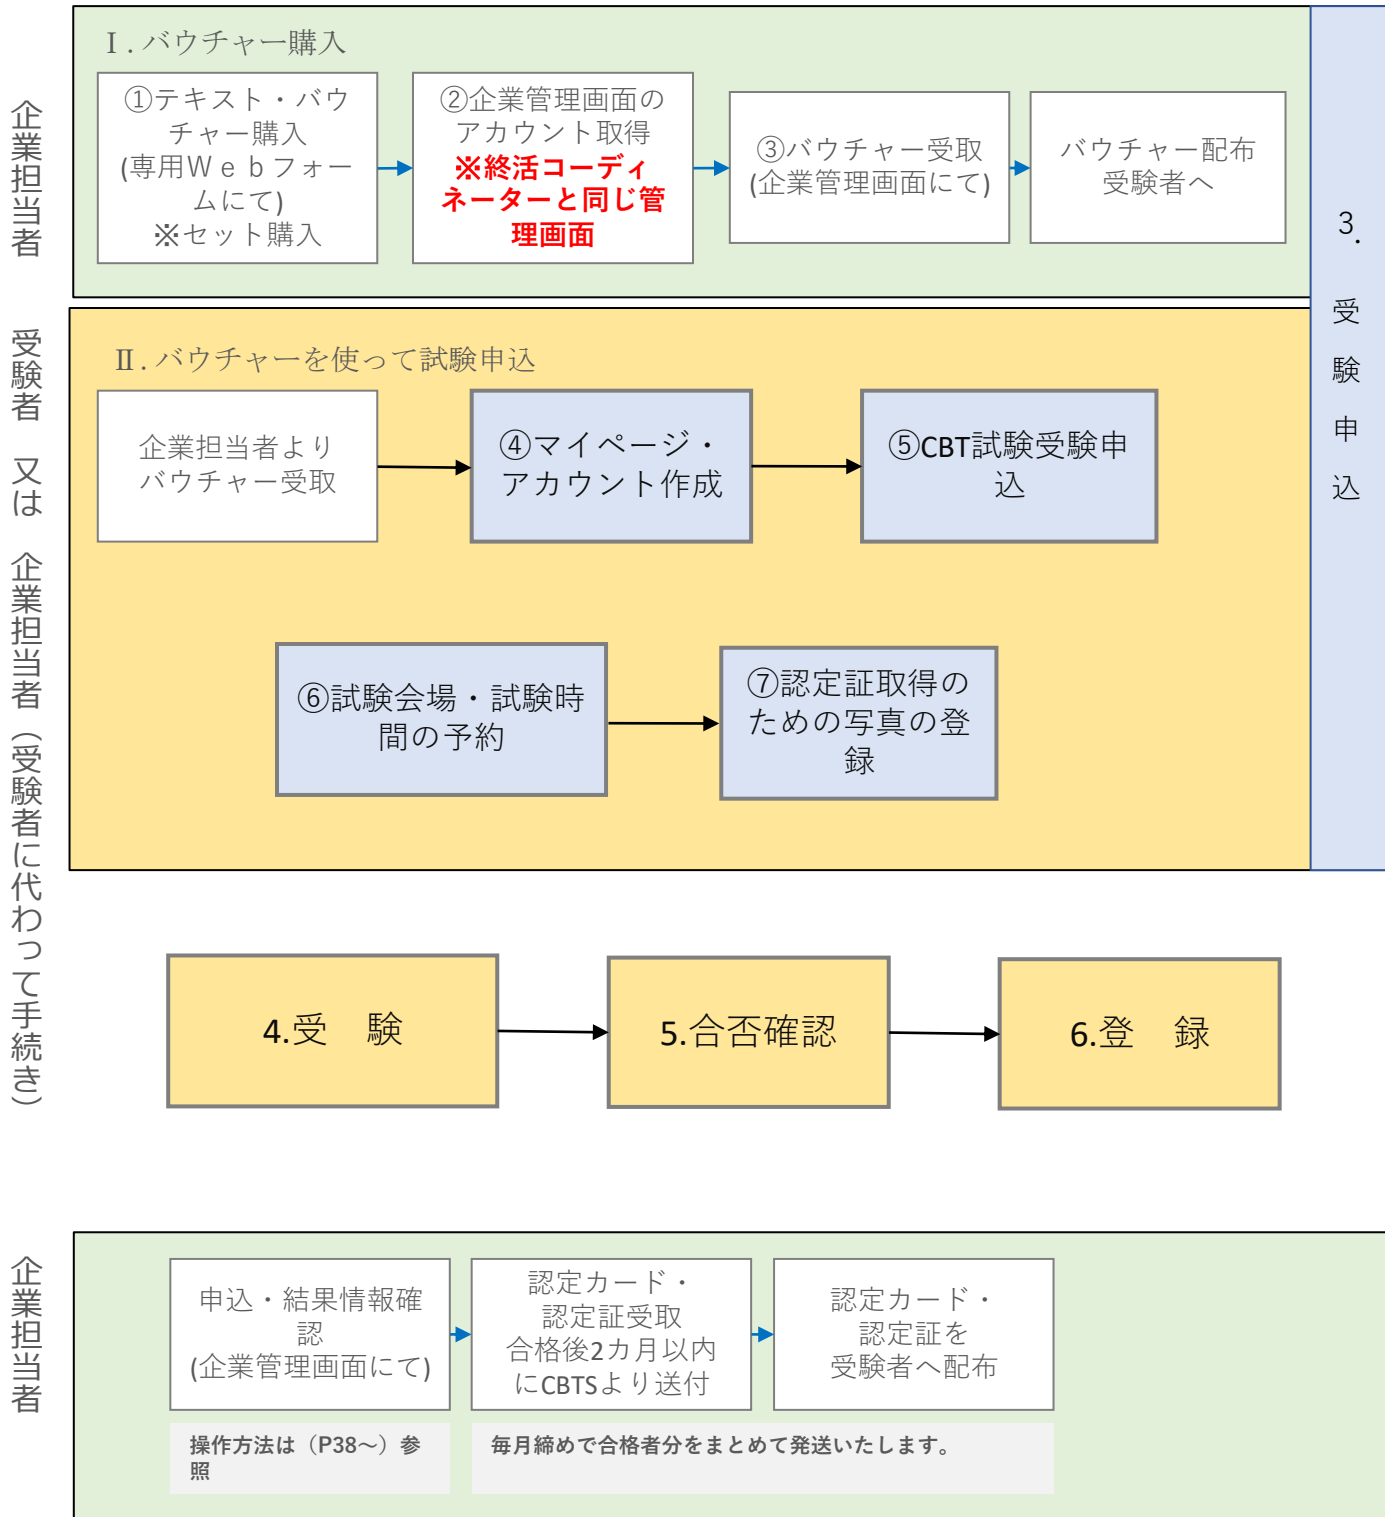 Ⅰ. バウチャー購入
企業担当者
①テキスト・バウ
チャー購入
(専用Ｗｅｂフォー
ムにて)
※セット購入
②企業管理画面の
アカウント取得
※終活コーディ
ネーターと同じ管
理画面
③バウチャー受取
(企業管理画面にて)
バウチャー配布
受験者へ
3.受験申込
受験者　又は　企業担当者（受験者に代わって手続き）
Ⅱ. バウチャーを使って試験申込
企業担当者より
バウチャー受取
④マイページ・
アカウント作成
⑤CBT試験受験申
込
⑥試験会場・試験時
間の予約
⑦認定証取得の
ための写真の登
録
4.受　験
5.合否確認
6.登　録
企業担当者
申込・結果情報確
認
(企業管理画面にて)
認定カード・
認定証受取
合格後2カ月以内
にCBTSより送付
認定カード・
認定証を
受験者へ配布
操作方法は（P38～）参
照
毎月締めで合格者分をまとめて発送いたします。